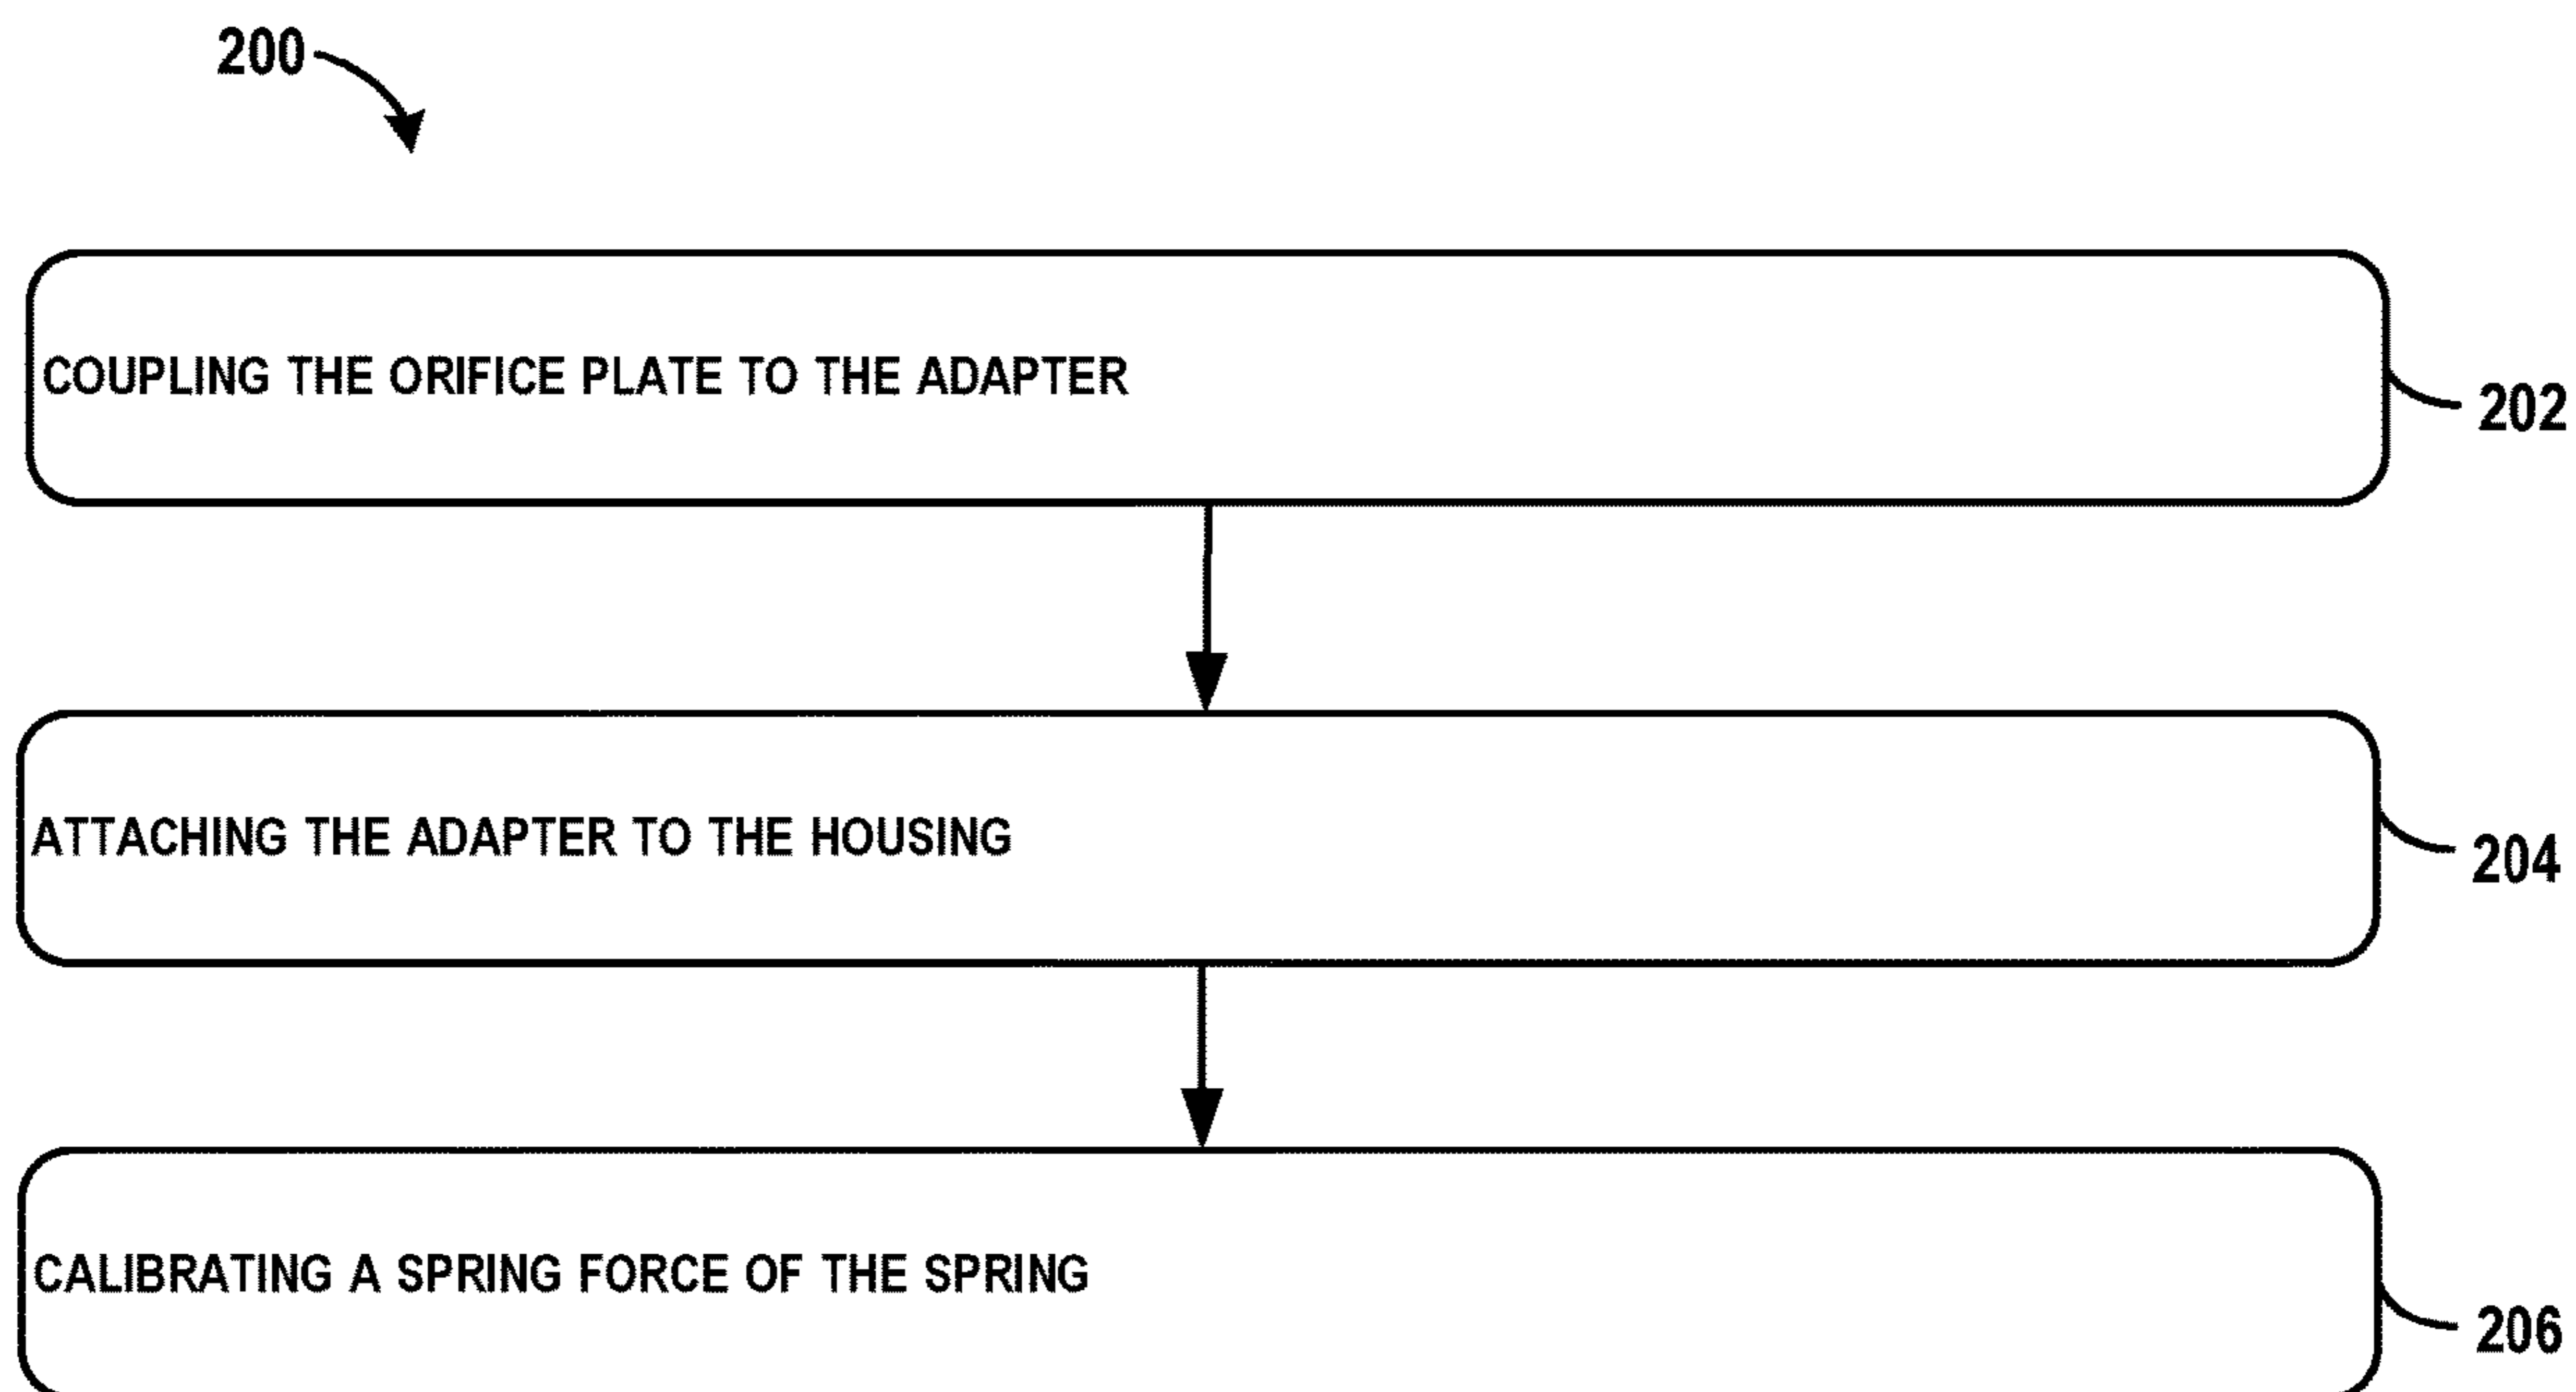 200
COUPLING THE ORIFICE PLATE TO THE ADAPTER
202
ATTACHING THE ADAPTER TO THE HOUSING
204
CALIBRATING A SPRING FORCE OF THE SPRING
206